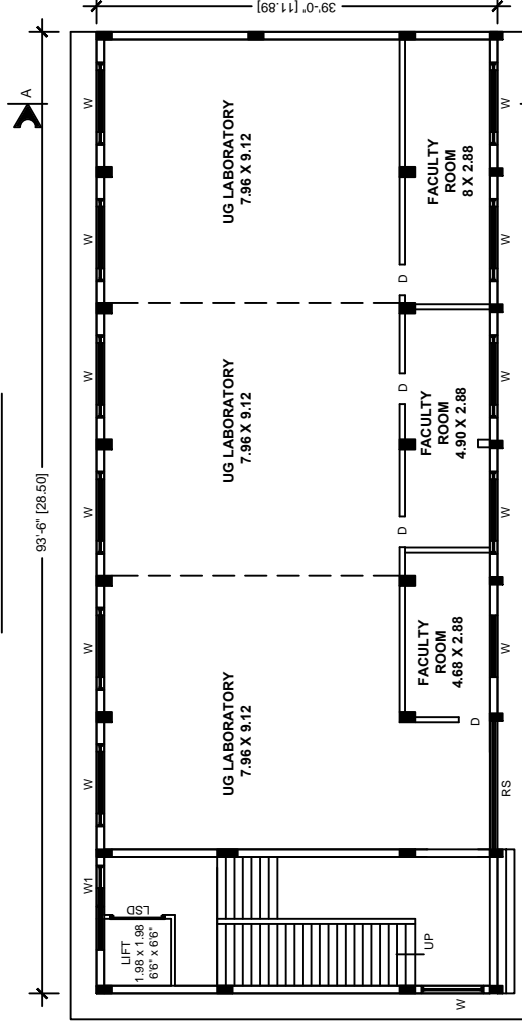 39'-0" [11.89]
A
93'-6" [28.50]
W
W
W
W
W
W
W1
UG LABORATORY
7.96 X 9.12
UG LABORATORY
7.96 X 9.12
UG LABORATORY
7.96 X 9.12
FACULTY
ROOM
8 X 2.88
FACULTY
ROOM
4.90 X 2.88
FACULTY
ROOM
4.68 X 2.88
D
D
D
D
LSD
LIFT
1.98 x 1.98
6'6" x 6'6"
UP
W
W
W
W
W
RS
W